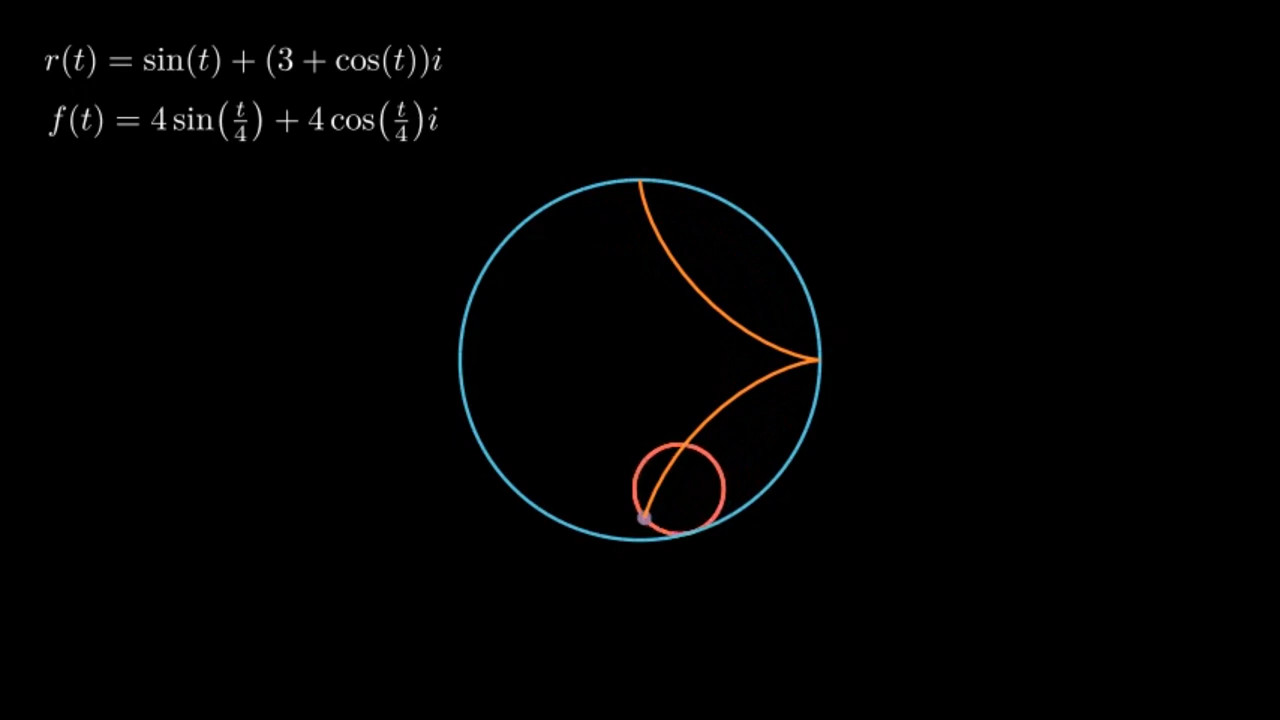 r(t) = sin(t) + (3 + cos(t))i
f(t) = 4 sin(t/4) + 4 cos(t/4)i